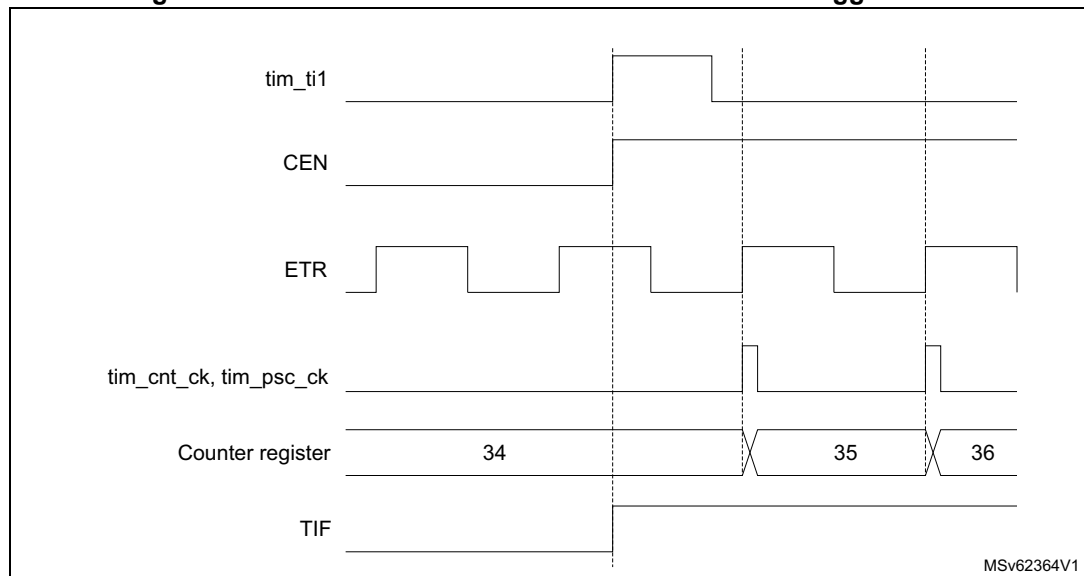 tim_ti1
CEN
ETR
tim_cnt_ck, tim_psc_ck
Counter register
34
35
36
TIF
MSv62364V1